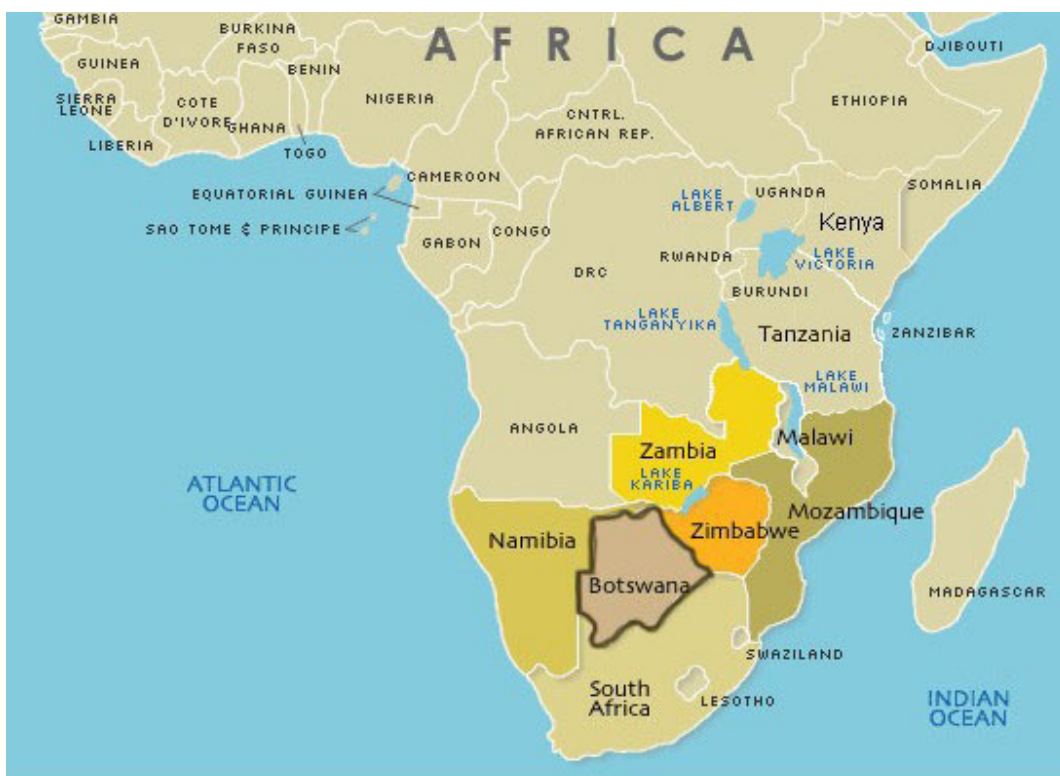 GAMBIA
BURKINA
FASO
AFRICA
DJIBOUTI
GUINEA
BENIN
SIERRA
LEONE
COTE
D'IVORE
NIGERIA
ETHIOPIA
CNTRL.
AFRICAN REP.
GHANA
LIBERIA
TOGO
CAMEROON
EQUATORIAL GUINEA
LAKE
ALBERT
UGANDA
SOMALIA
SAO TOME & PRINCIPE
GABON
CONGO
Kenya
LAKE
VICTORIA
RWANDA
DRC
BURUNDI
LAKE
TANGANYIKA
Tanzania
ZANZIBAR
LAKE
MALAWI
ANGOLA
Zambia
Malawi
LAKE
KARIBA
ATLANTIC
OCEAN
Mozambique
Namibia
Zimbabwe
Botswana
MADAGASCAR
SWAZILAND
South
Africa
LESOTHO
INDIAN
OCEAN